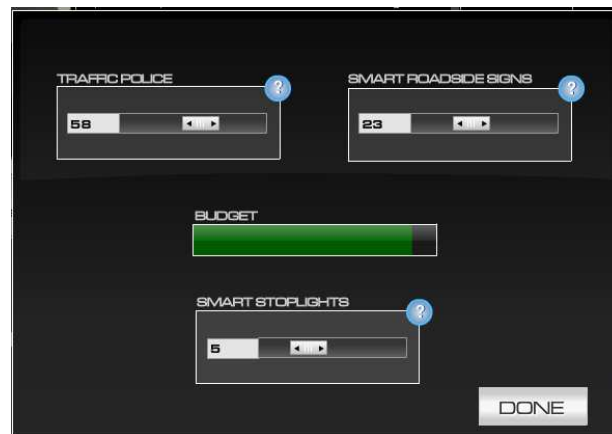 TRAFFIC POLICE
?
SMART ROADSIDE SIGNS
?
58
23
BUDGET
SMART STOPLIGHTS
?
5
DONE